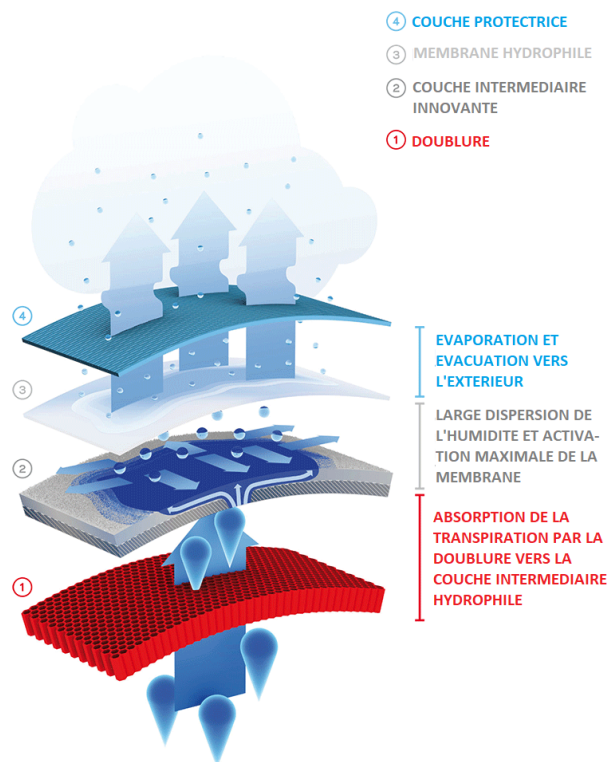 4 COUCHE PROTECTRICE
3 MEMBRANE HYDROPHILE
2 COUCHE INTERMEDIAIRE
INNOVANTE
1 DOUBLURE
4
EVAPORATION ET
EVACUATION VERS
L'EXTERIEUR
3
LARGE DISPERSION DE
L'HUMIDITE ET ACTIVA-
TION MAXIMALE DE LA
MEMBRANE
2
ABSORPTION DE LA
TRANSPIRATION PAR LA
DOUBLURE VERS LA
COUCHE INTERMEDIAIRE
HYDROPHILE
1